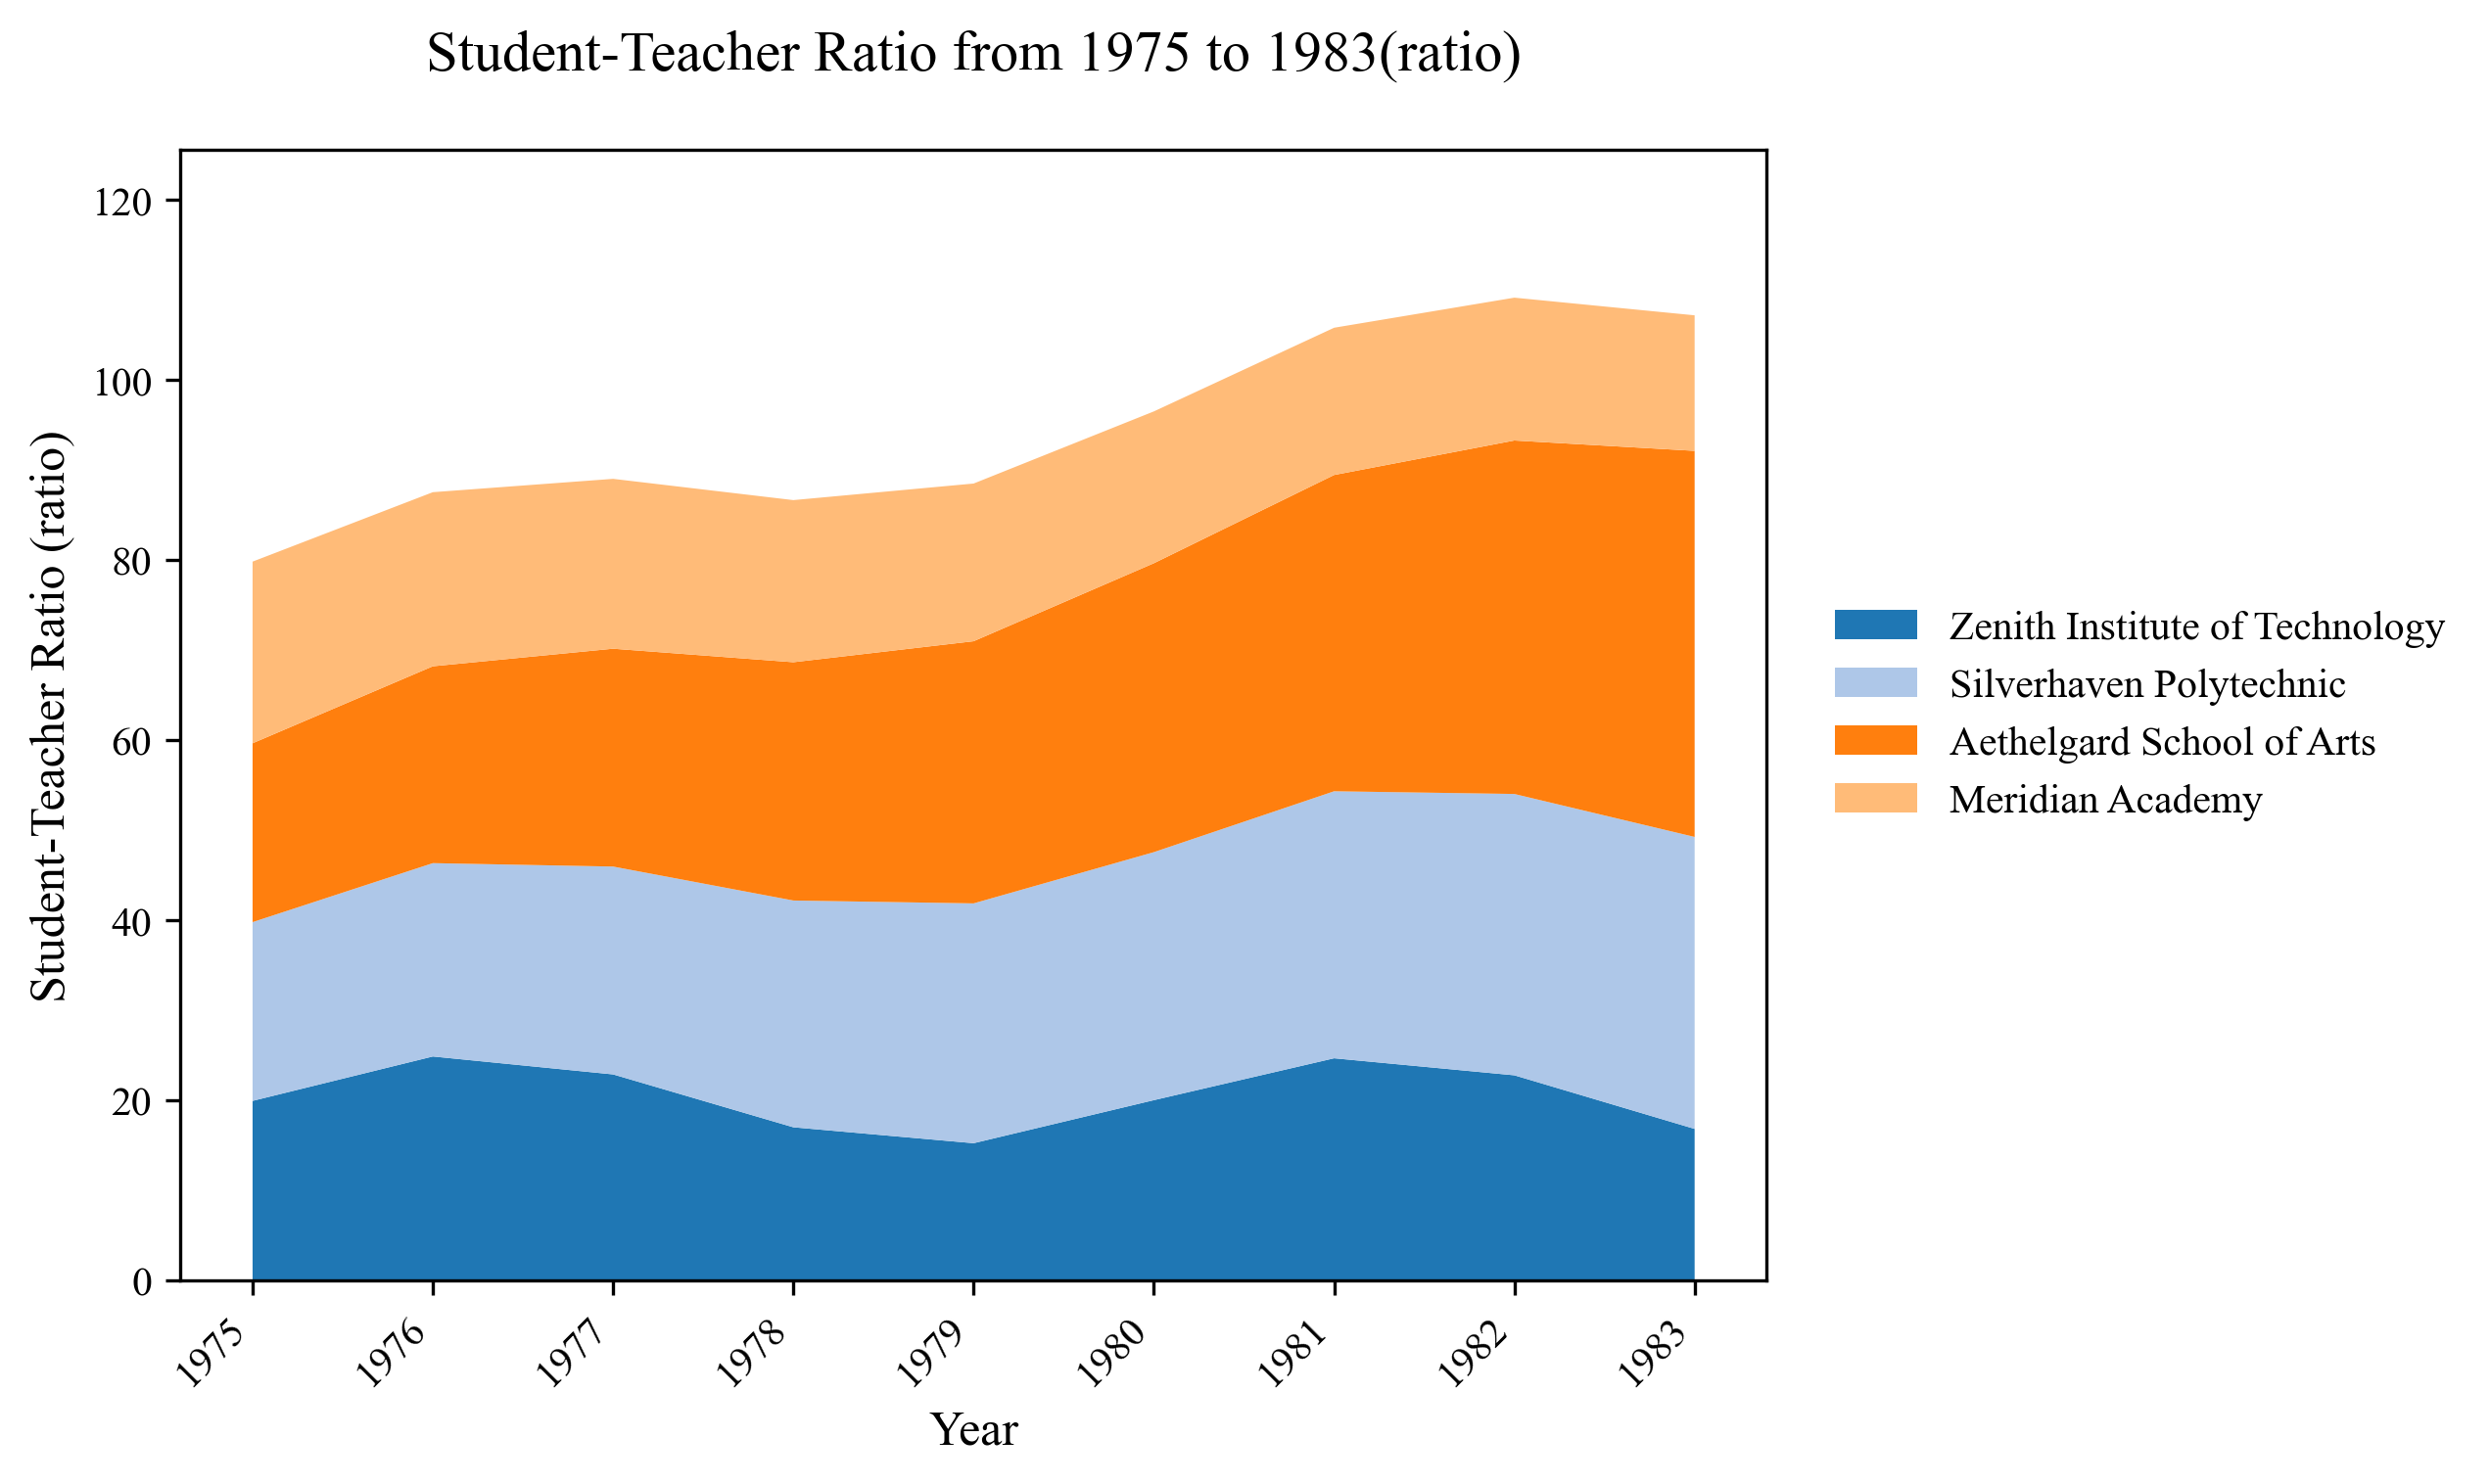 Student-Teacher Ratio from 1975 to 1983(ratio)
Student-Teacher Ratio (ratio)
120
100
80
60
40
20
0
1975
1976
1977
1978
1979
1980
1981
1982
1983
Year
Zenith Institute of Technology
Silverhaven Polytechnic
Aethelgard School of Arts
Meridian Academy